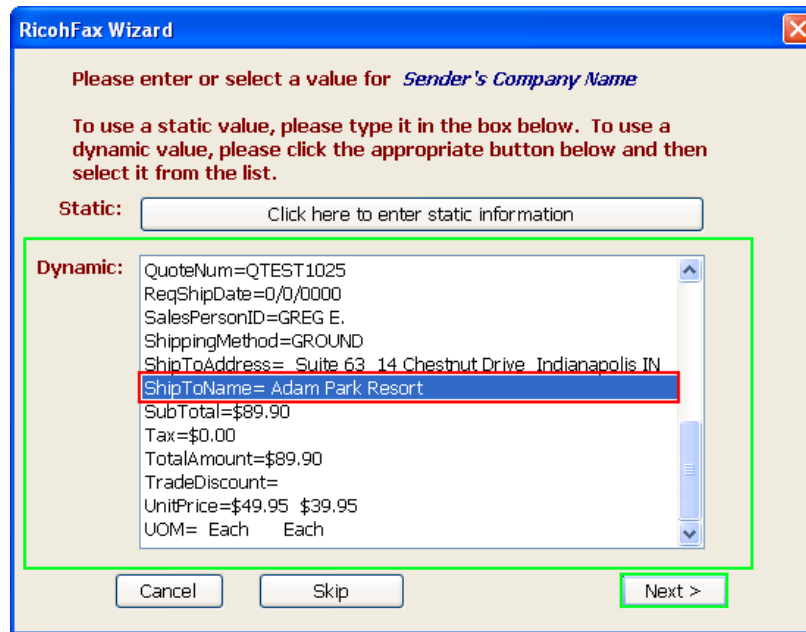 RicohFax Wizard
Please enter or select a value for Sender's Company Name
To use a static value, please type it in the box below. To use a
dynamic value, please click the appropriate button below and then
select it from the list.
Static: Click here to enter static information
Dynamic:
QuoteNum=QTEST1025
ReqShipDate=0/0/0000
SalesPersonID=GREG E.
ShippingMethod=GROUND
ShipToAddress= Suite 63 14 Chestnut Drive Indianapolis IN
ShipToName= Adam Park Resort
SubTotal=$89.90
Tax=$0.00
TotalAmount=$89.90
TradeDiscount=
UnitPrice=$49.95 $39.95
UOM= Each Each
Cancel Skip Next >